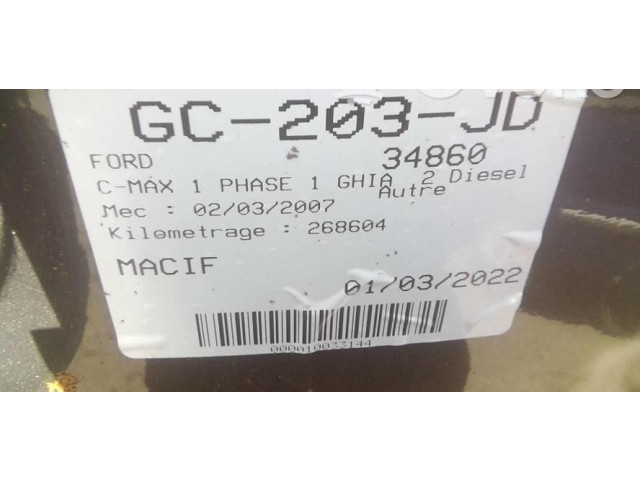 GC-203-JD
FORD 34860
C-MAX 1 PHASE 1 GHIA 2 Diesel
Autre
Mec : 02/03/2007
Kilometrage : 268604
MACIF 01/03/2022
000010033144